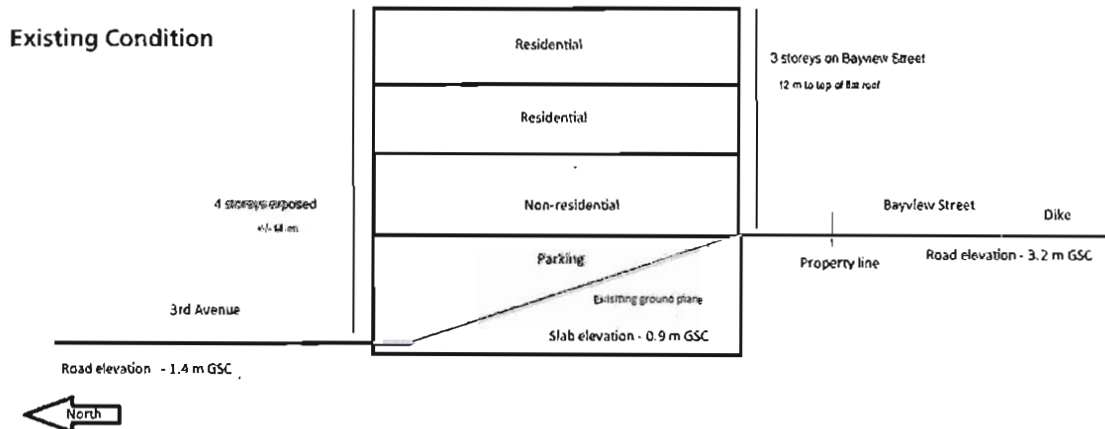 Existing Condition
Residential
3 storeys on Bayview Street
12 m to top of flat roof
Residential
4 storeys exposed
Non-residential
Bayview Street
Dike
Parking
Property line
Road elevation - 3.2 m GSC
Exisiting ground plane
3rd Avenue
Slab elevation - 0.9 m GSC
Road elevation - 1.4 m GSC
North